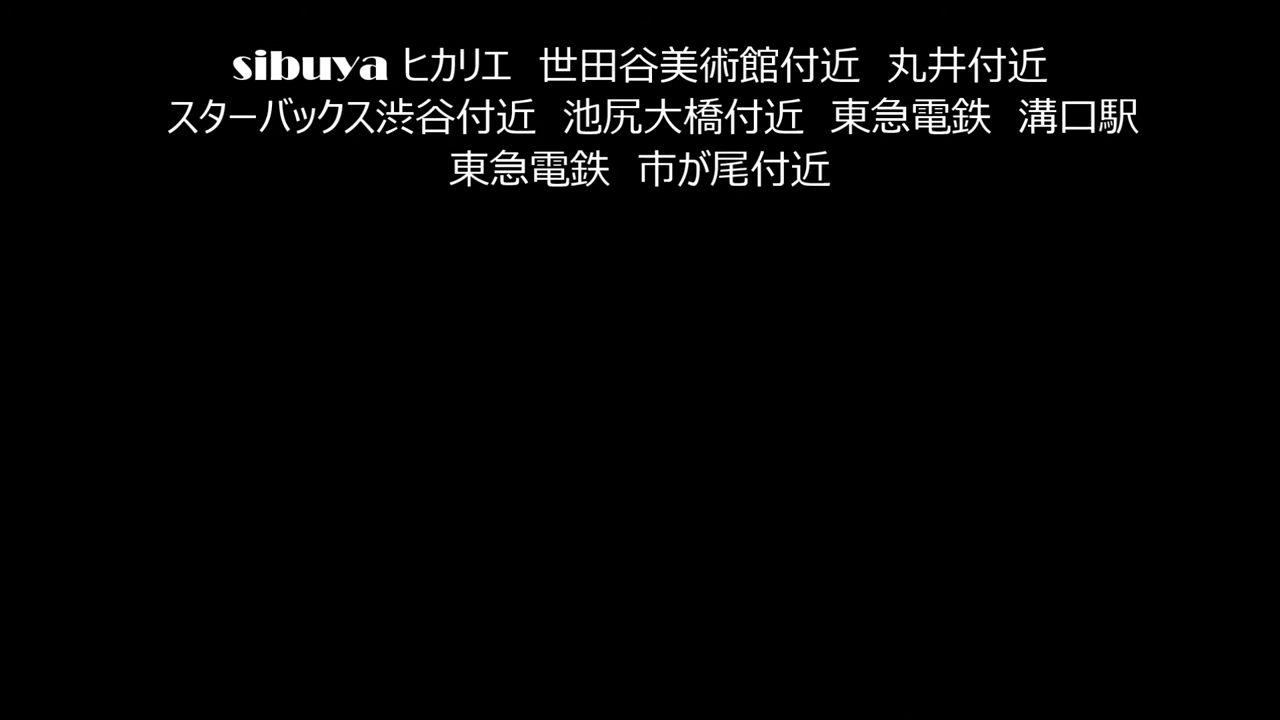 sibuya ヒカリエ　世田谷美術館付近　丸井付近
スターバックス渋谷付近　池尻大橋付近　東急電鉄　溝口駅
東急電鉄　市が尾付近